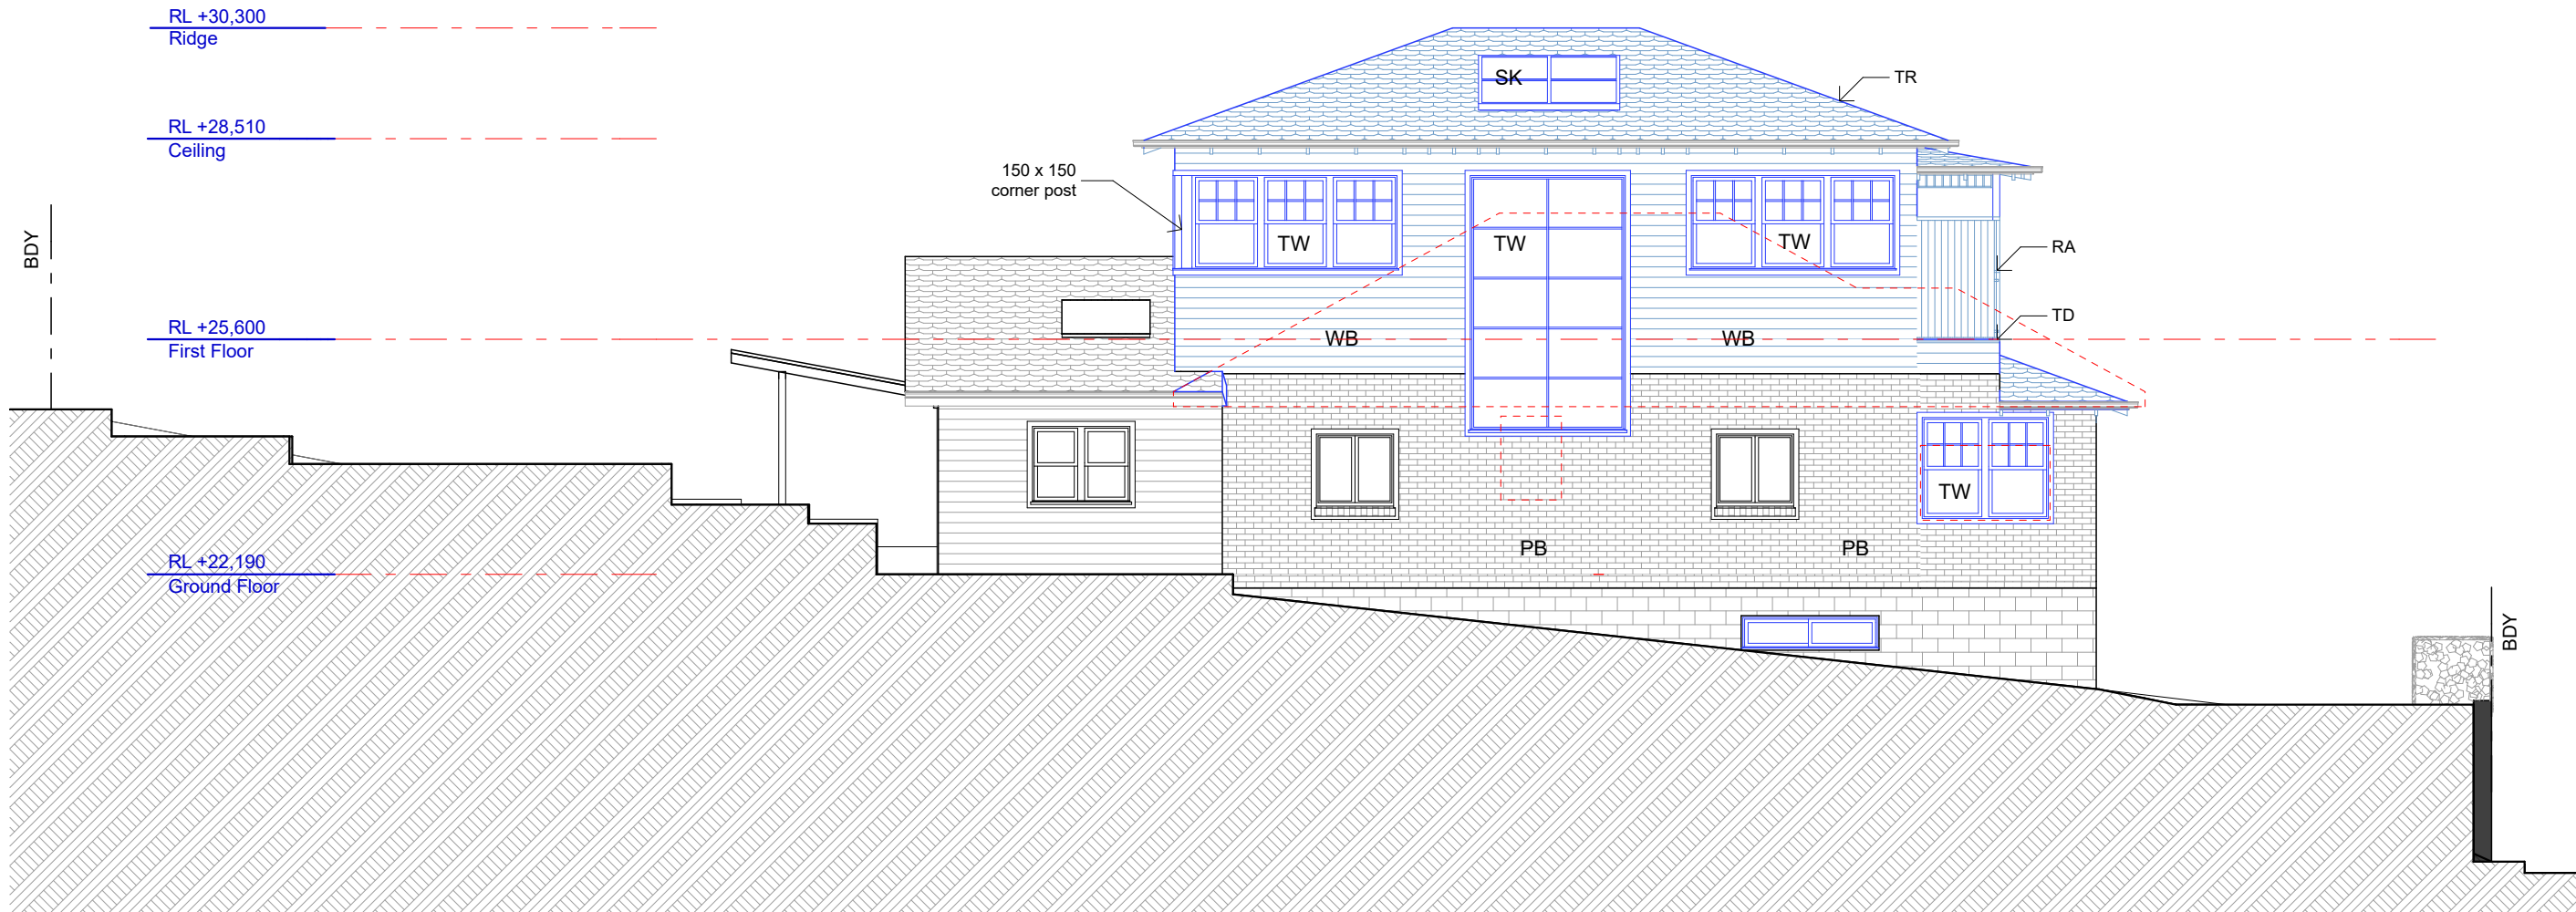 RL +30,300
Ridge
SK
TR
RL +28,510
Ceiling
150 x 150
corner post
BDY
TW
TW
TW
RA
TD
RL +25,600
First Floor
WB
WB
TW
PB
PB
RL +22,190
Ground Floor
BDY